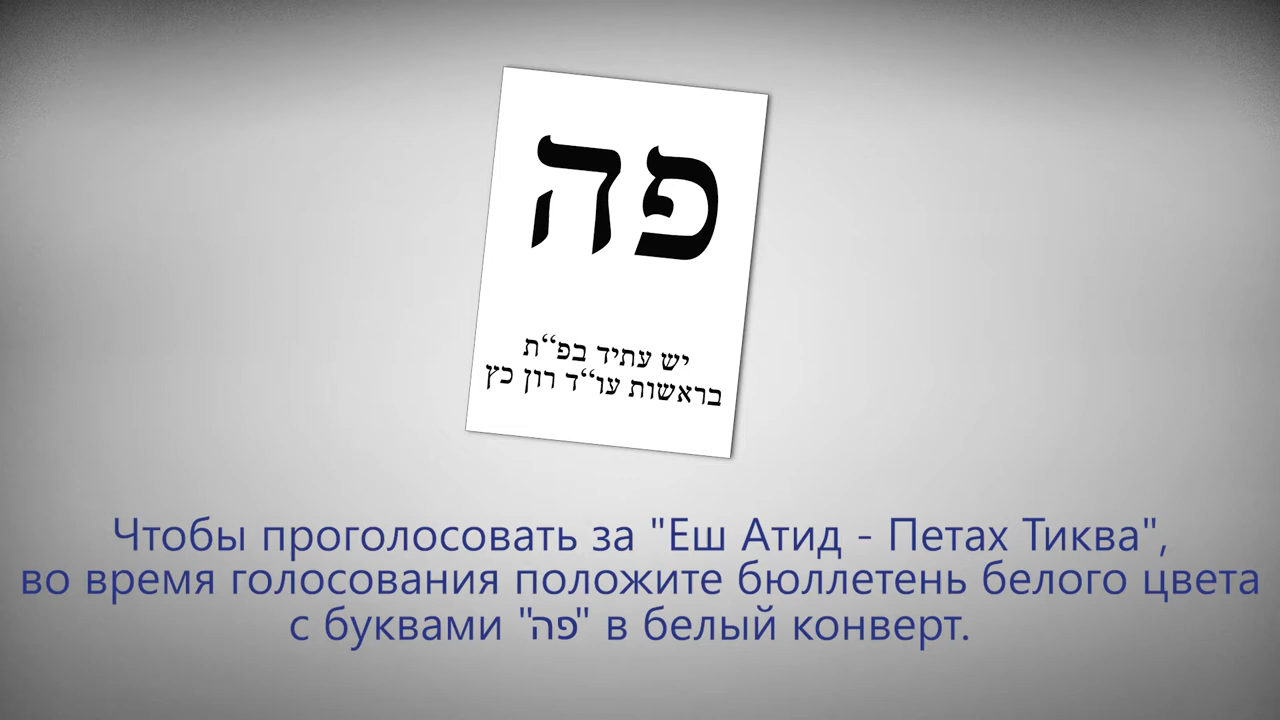 פה
יש עתיד בפ“ת
בראשות עו“ד רון כץ
Чтобы проголосовать за "Еш Атид - Петах Тиква",
во время голосования положите бюллетень белого цвета
с буквами "פה" в белый конверт.